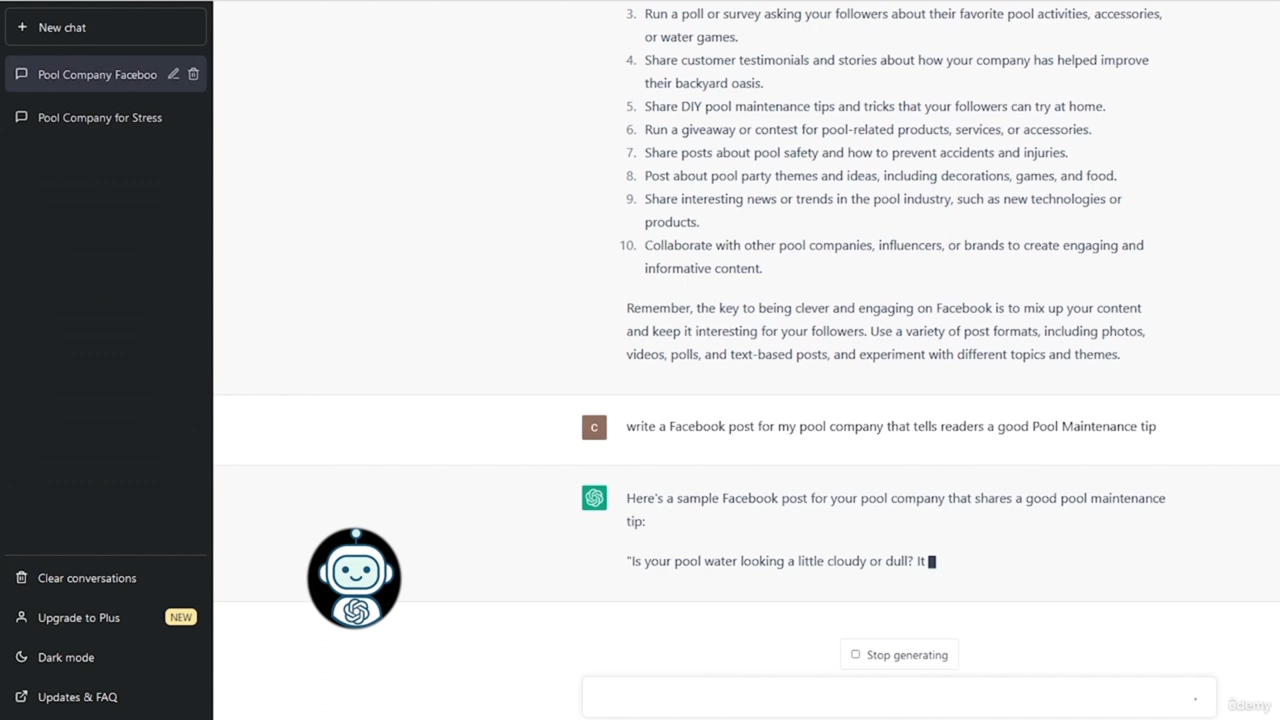 New chat
Pool Company Faceboo
Pool Company for Stress
Clear conversations
Upgrade to Plus
NEW
Dark mode
Updates & FAQ
3. Run a poll or survey asking your followers about their favorite pool activities, accessories,
or water games.
4. Share customer testimonials and stories about how your company has helped improve
their backyard oasis.
5. Share DIY pool maintenance tips and tricks that your followers can try at home.
6. Run a giveaway or contest for pool-related products, services, or accessories.
7. Share posts about pool safety and how to prevent accidents and injuries.
8. Post about pool party themes and ideas, including decorations, games, and food.
9. Share interesting news or trends in the pool industry, such as new technologies or
products.
10. Collaborate with other pool companies, influencers, or brands to create engaging and
informative content.
Remember, the key to being clever and engaging on Facebook is to mix up your content
and keep it interesting for your followers. Use a variety of post formats, including photos,
videos, polls, and text-based posts, and experiment with different topics and themes.
C
write a Facebook post for my pool company that tells readers a good Pool Maintenance tip
Here's a sample Facebook post for your pool company that shares a good pool maintenance
tip:
"Is your pool water looking a little cloudy or dull? It
Stop generating
ûdemy